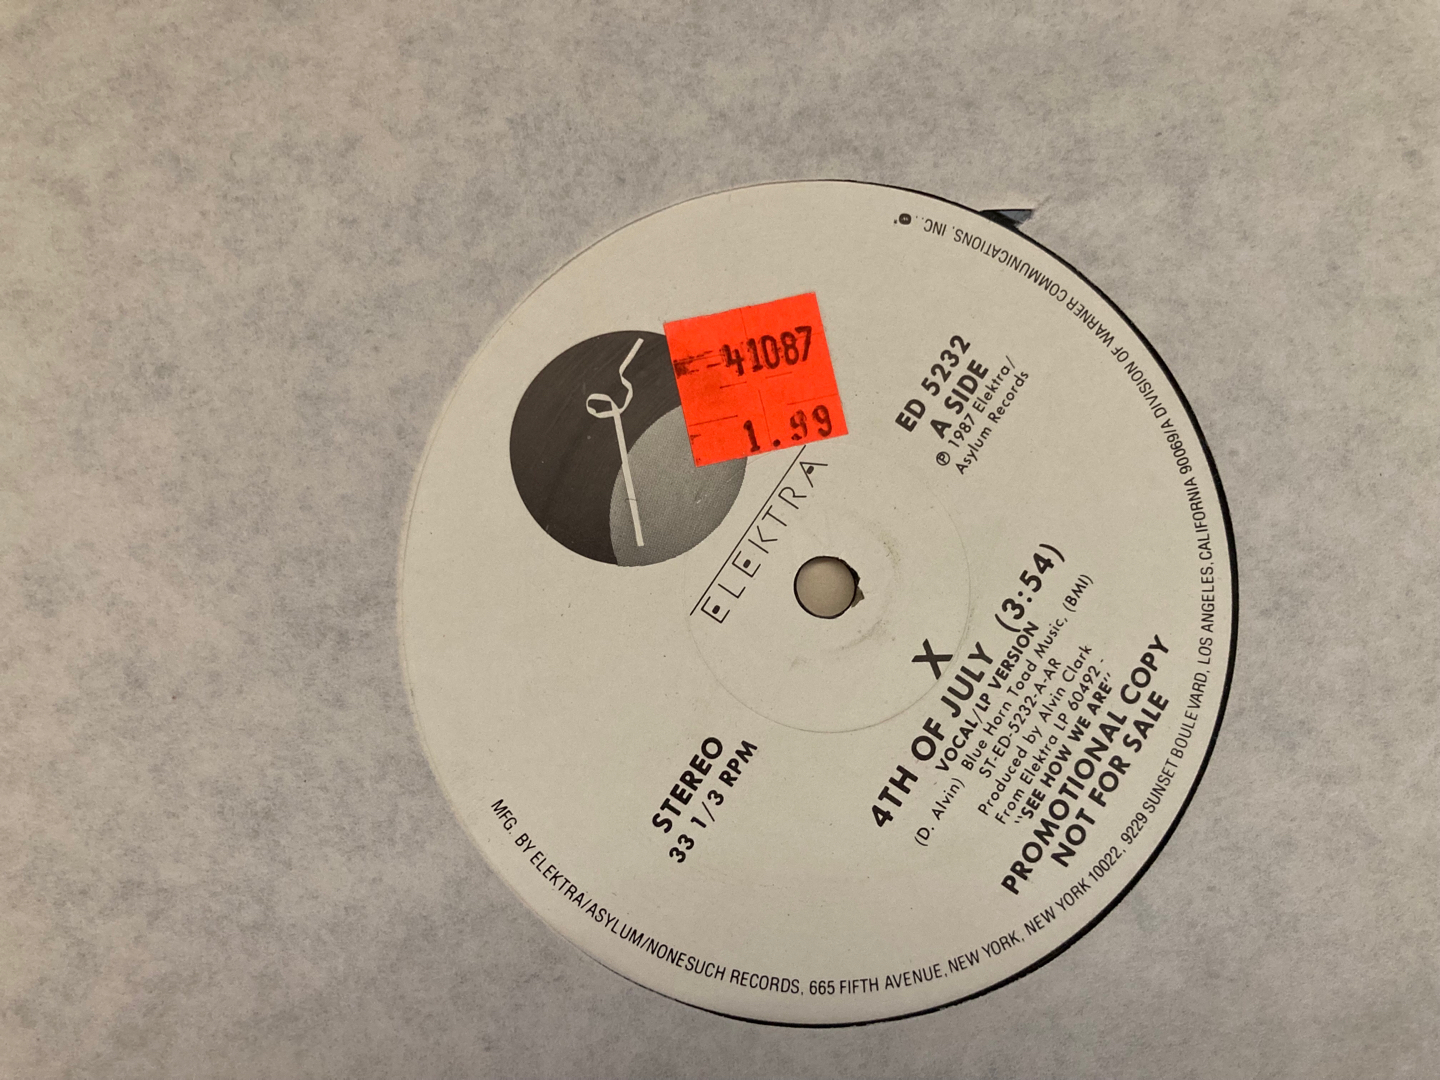 41087
1.99
ELEKTRA
ED 5232
A SIDE
℗ 1987 Elektra/
Asylum Records
STEREO
33 1/3 RPM
X
4TH OF JULY (3:54)
VOCAL/LP VERSION
(D. Alvin) Blue Horn Toad Music, (BMI)
ST-ED-5232-A-AR
Produced by Alvin Clark
From Elektra LP 60492 -
"SEE HOW WE ARE"
PROMOTIONAL COPY
NOT FOR SALE
MFG. BY ELEKTRA/ASYLUM/NONESUCH RECORDS, 665 FIFTH AVENUE, NEW YORK, NEW YORK 10022. 9229 SUNSET BOULEVARD, LOS ANGELES, CALIFORNIA 90069/A DIVISION OF WARNER COMMUNICATIONS, INC.,